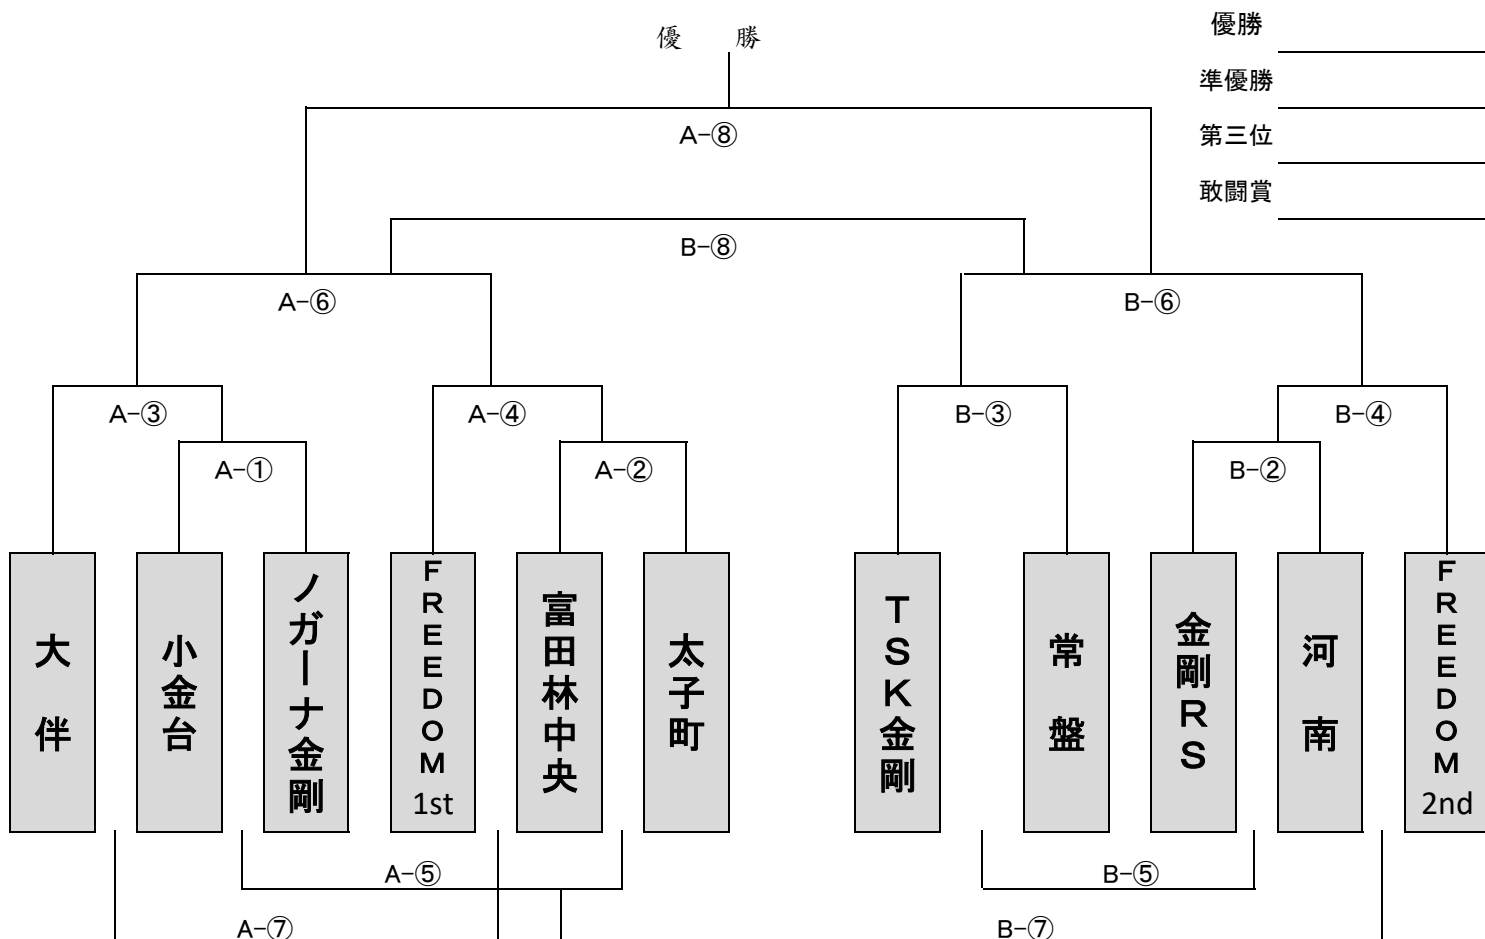 優勝
優勝
準優勝
第三位
敢闘賞
A-⑧
B-⑧
A-⑥
B-⑥
A-③
A-④
B-③
B-④
A-①
A-②
B-②
大伴
小金台
ノガーナ金剛
FREEDOM 1st
富田林中央
太子町
TSK金剛
常盤
金剛RS
河南
FREEDOM 2nd
A-⑤
B-⑤
A-⑦
B-⑦